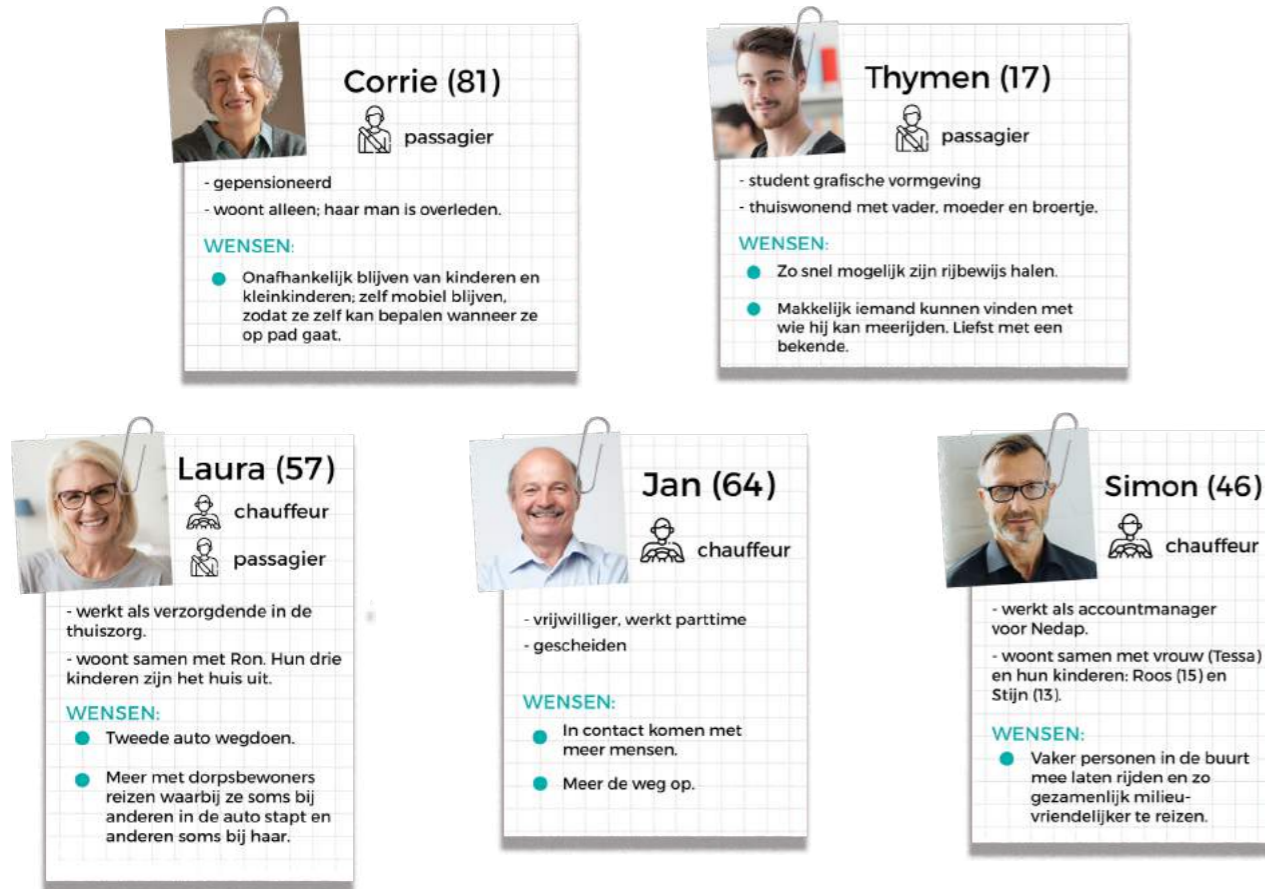 Corrie (81)
passagier
- gepensioneerd
- woont alleen; haar man is overleden.
WENSEN:
Onafhankelijk blijven van kinderen en
kleinkinderen; zelf mobiel blijven,
zodat ze zelf kan bepalen wanneer ze
op pad gaat.
Thymen (17)
passagier
- student grafische vormgeving
- thuiswonend met vader, moeder en broertje.
WENSEN:
Zo snel mogelijk zijn rijbewijs halen.
Makkelijk iemand kunnen vinden met
wie hij kan meerijden. Liefst met een
bekende.
Laura (57)
chauffeur
passagier
- werkt als verzorgdende in de
thuiszorg.
- woont samen met Ron. Hun drie
kinderen zijn het huis uit.
WENSEN:
Tweede auto wegdoen.
Meer met dorpsbewoners
reizen waarbij ze soms bij
anderen in de auto stapt en
anderen soms bij haar.
Jan (64)
chauffeur
- vrijwilliger, werkt parttime
- gescheiden
WENSEN:
In contact komen met
meer mensen.
Meer de weg op.
Simon (46)
chauffeur
- werkt als accountmanager
voor Nedap.
- woont samen met vrouw (Tessa)
en hun kinderen: Roos (15) en
Stijn (13).
WENSEN:
Vaker personen in de buurt
mee laten rijden en zo
gezamenlijk milieu-
vriendelijker te reizen.